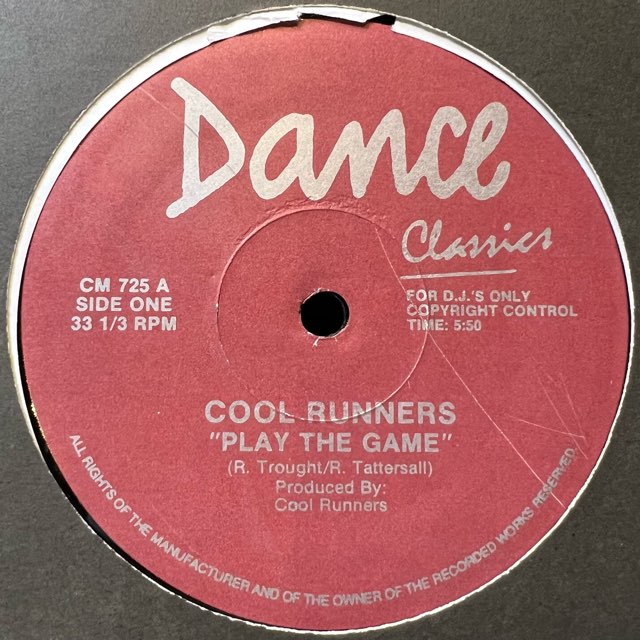 Dance
Classics
CM 725 A
SIDE ONE
33 1/3 RPM
FOR D.J.'S ONLY
COPYRIGHT CONTROL
TIME: 5:50
COOL RUNNERS
"PLAY THE GAME"
(R. Trought/R. Tattersall)
Produced By:
Cool Runners
ALL RIGHTS OF THE MANUFACTURER AND OF THE OWNER OF THE RECORDED WORKS RESERVED